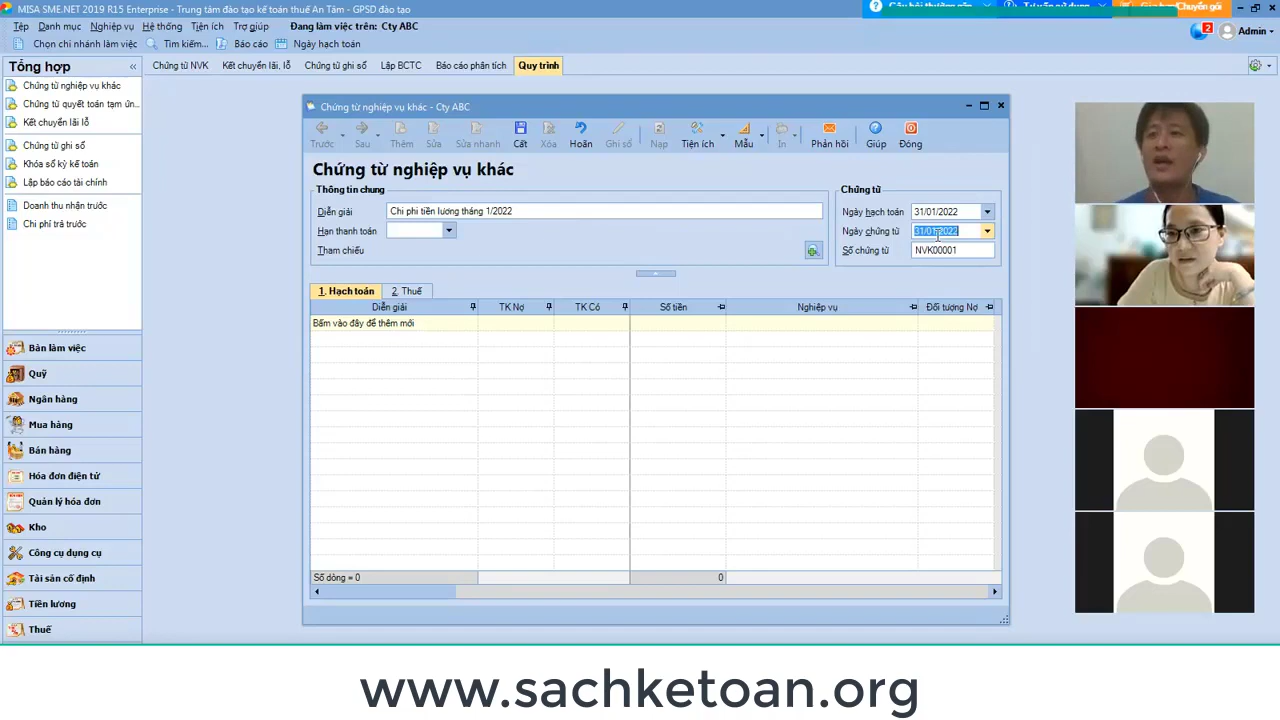 MISA SME.NET 2019 R15 Enterprise - Trung tâm đào tạo kế toán thuế An Tâm - GPSD đào tạo
Tệp Danh mục Nghiệp vụ Hệ thống Tiện ích Trợ giúp Đang làm việc trên: Cty ABC
2 Admin
Chọn chi nhánh làm việc Tìm kiếm... Báo cáo Ngày hạch toán
Tổng hợp
Chứng từ NVK Kết chuyển lãi, lỗ Chứng từ ghi sổ Lập BCTC Báo cáo phân tích Quy trình
Chứng từ nghiệp vụ khác
Chứng từ quyết toán tạm ứn...
Kết chuyển lãi lỗ
Chứng từ ghi sổ
Khóa sổ kỳ kế toán
Lập báo cáo tài chính
Doanh thu nhận trước
Chi phí trả trước
Bàn làm việc
Quỹ
Ngân hàng
Mua hàng
Bán hàng
Hóa đơn điện tử
Quản lý hóa đơn
Kho
Công cụ dụng cụ
Tài sản cố định
Tiền lương
Thuế
Chứng từ nghiệp vụ khác - Cty ABC
Trước Sau Thêm Sửa Sửa nhanh Cất Xóa Hoãn Ghi sổ Nạp Tiện ích Mẫu In Phản hồi Giúp Đóng
Chứng từ nghiệp vụ khác
Thông tin chung
Diễn giải Chi phí tiền lương tháng 1/2022
Hạn thanh toán
Tham chiếu
Chứng từ
Ngày hạch toán 31/01/2022
Ngày chứng từ 31/01/2022
Số chứng từ NVK00001
1. Hạch toán 2. Thuế
Diễn giải TK Nợ TK Có Số tiền Nghiệp vụ Đối tượng Nợ
Bấm vào đây để thêm mới
Số dòng = 0 0
www.sachketoan.org